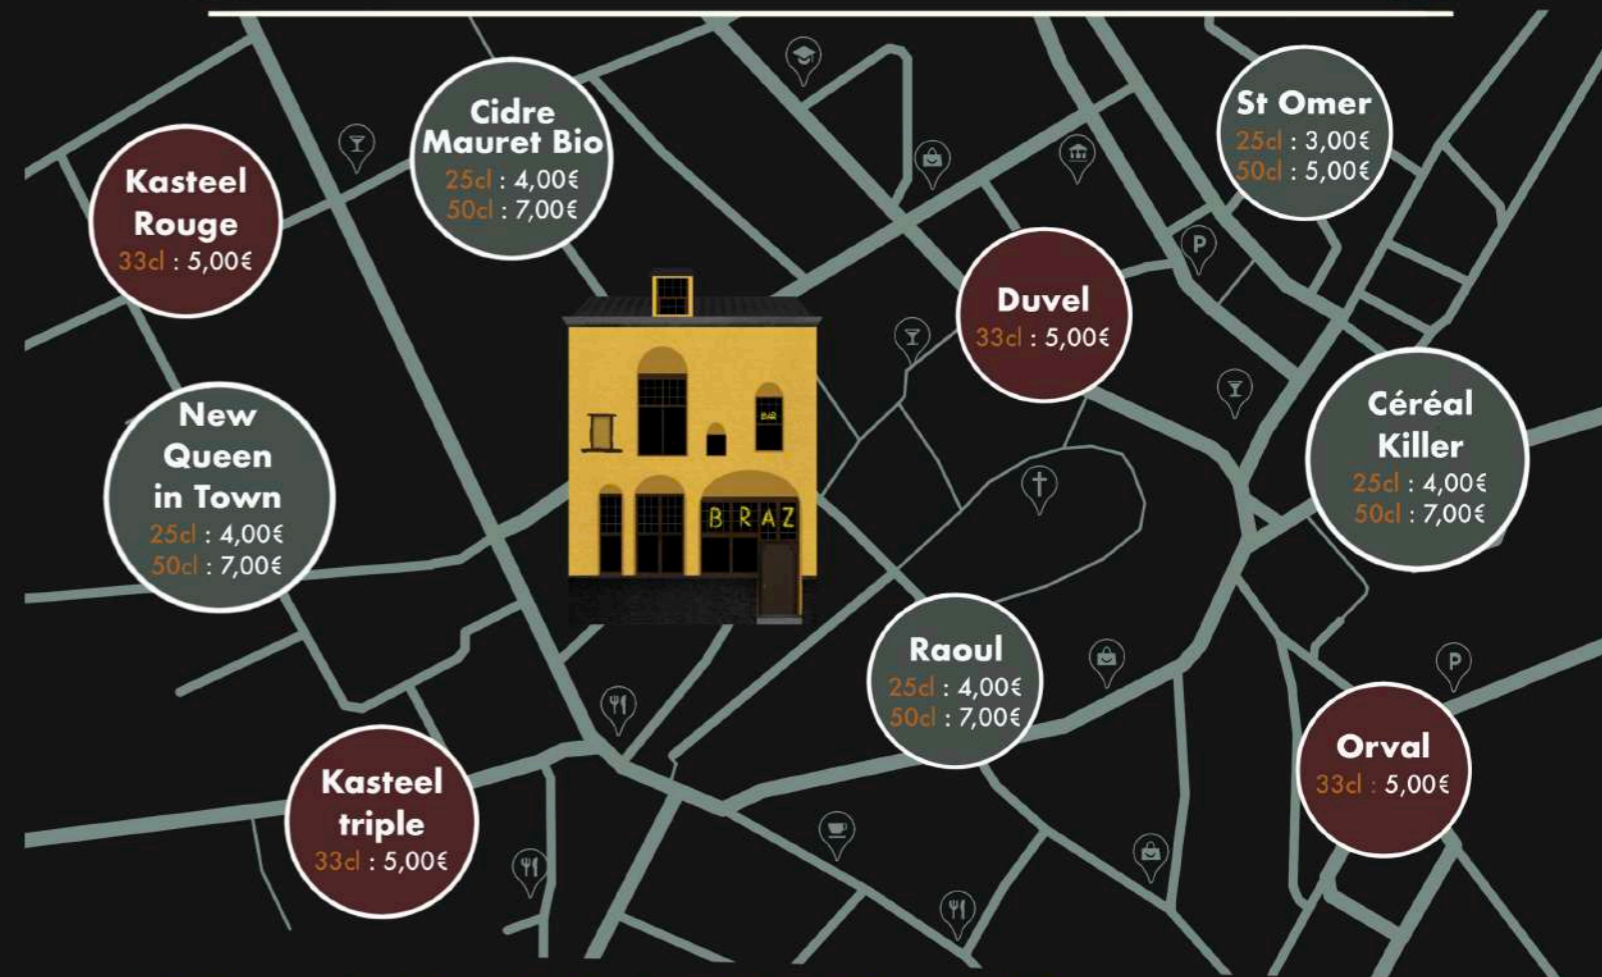 Cidre
Mauret Bio
25cl : 4,00€
50cl : 7,00€
St Omer
25cl : 3,00€
50cl : 5,00€
Kasteel
Rouge
33cl : 5,00€
Duvel
33cl : 5,00€
New
Queen
in Town
25cl : 4,00€
50cl : 7,00€
BAR
BRAZ
Céréal
Killer
25cl : 4,00€
50cl : 7,00€
Raoul
25cl : 4,00€
50cl : 7,00€
Kasteel
triple
33cl : 5,00€
Orval
33cl : 5,00€
P
P